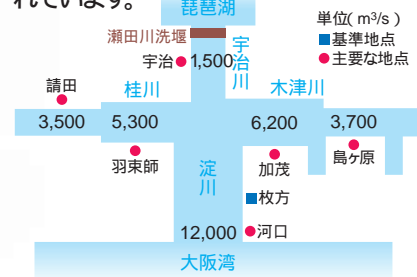 れています。
琵琶湖
単位( m³/s )
■基準地点
●主要な地点
瀬田川洗堰
宇治●1,500
宇治川
請田
桂川
木津川
3,500
5,300
6,200
3,700
羽束師
淀川
加茂
島ヶ原
■枚方
12,000 ●河口
大阪湾